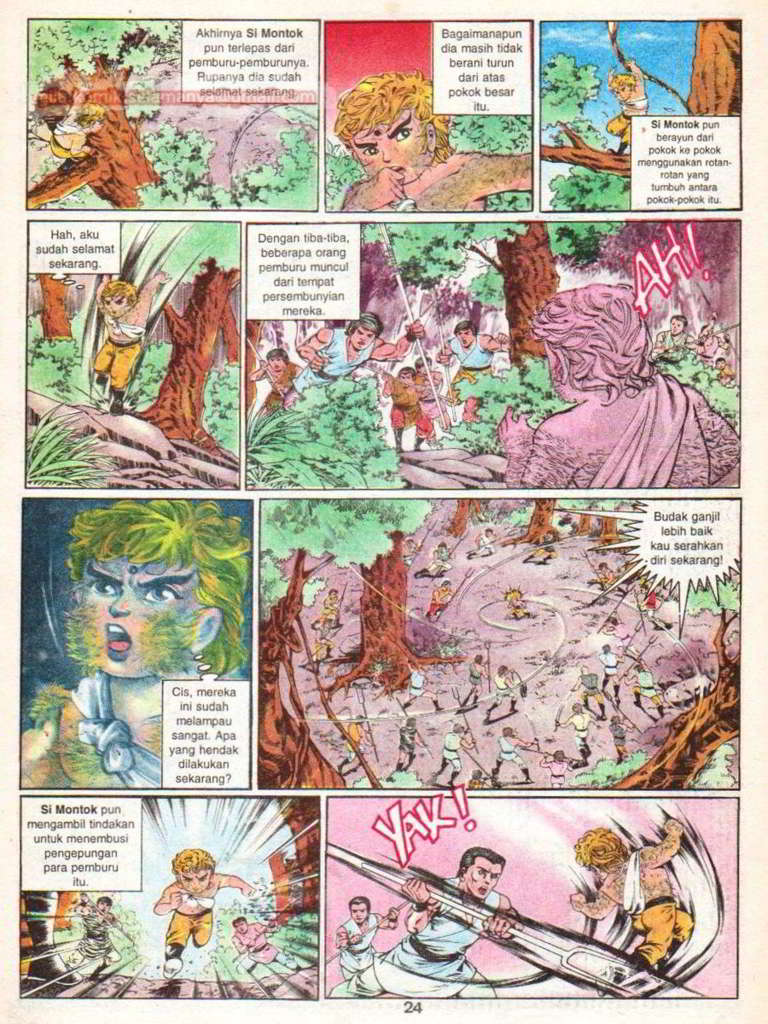 Akhirnya Si Montok
pun terlepas dari
pemburu-pemburunya.
Rupanya dia sudah
selamat sekarang.
Bagaimanapun
dia masih tidak
berani turun
dari atas
pokok besar
itu.
Si Montok pun
berayun dari
pokok ke pokok
menggunakan rotan-
rotan yang
tumbuh antara
pokok-pokok itu.
Hah, aku
sudah selamat
sekarang.
Dengan tiba-tiba,
beberapa orang
pemburu muncul
dari tempat
persembunyian
mereka.
AH!
Cis, mereka
ini sudah
melampau
sangat. Apa
yang hendak
dilakukan
sekarang?
Budak ganjil
lebih baik
kau serahkan
diri sekarang!
Si Montok pun
mengambil tindakan
untuk menembusi
pengepungan
para pemburu
itu.
YAK!
24